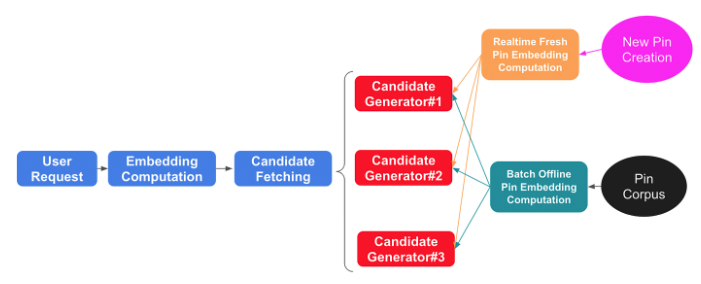 User
Request
Embedding
Computation
Candidate
Fetching
Candidate
Generator#1
Candidate
Generator#2
Candidate
Generator#3
Realtime Fresh
Pin Embedding
Computation
New Pin
Creation
Batch Offline
Pin Embedding
Computation
Pin
Corpus